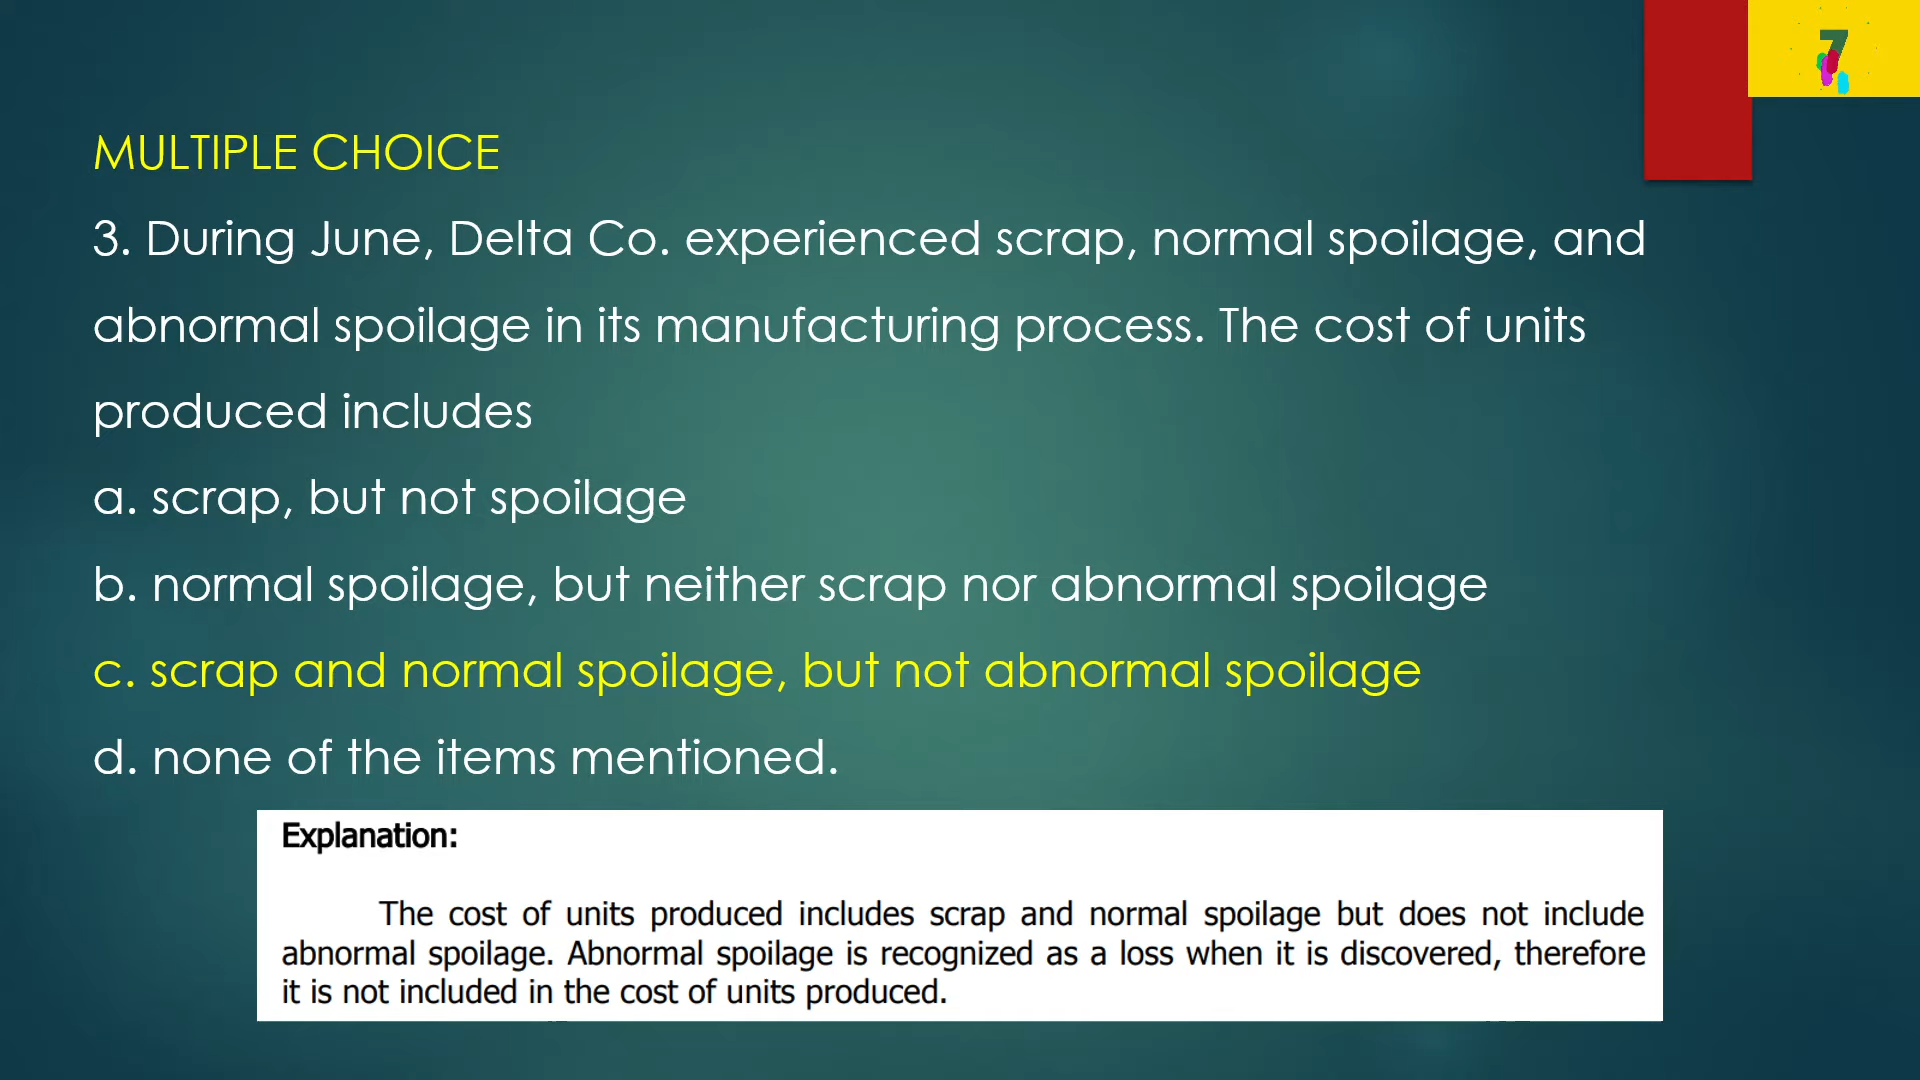 7
MULTIPLE CHOICE
3. During June, Delta Co. experienced scrap, normal spoilage, and
abnormal spoilage in its manufacturing process. The cost of units
produced includes
a. scrap, but not spoilage
b. normal spoilage, but neither scrap nor abnormal spoilage
c. scrap and normal spoilage, but not abnormal spoilage
d. none of the items mentioned.
Explanation:
The cost of units produced includes scrap and normal spoilage but does not include
abnormal spoilage. Abnormal spoilage is recognized as a loss when it is discovered, therefore
it is not included in the cost of units produced.